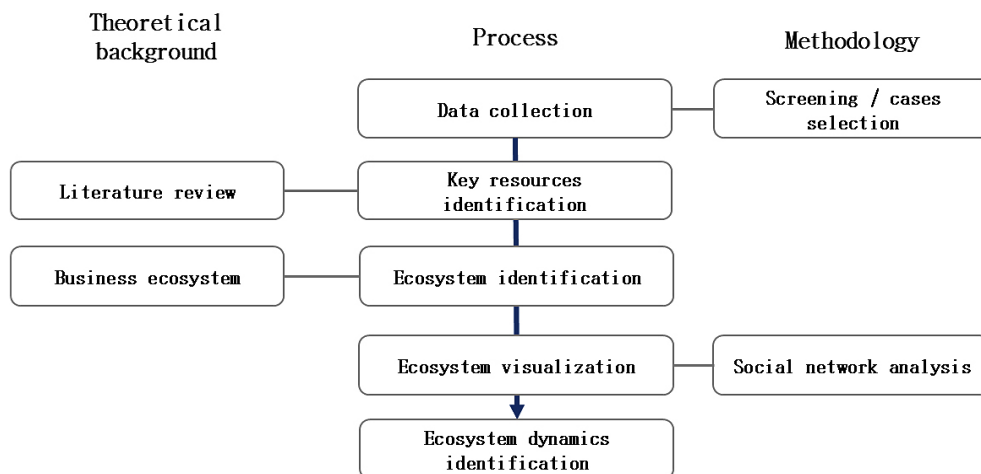 Theoretical
background
Process
Methodology
Data collection
Screening / cases
selection
Literature review
Key resources
identification
Business ecosystem
Ecosystem identification
Ecosystem visualization
Social network analysis
Ecosystem dynamics
identification